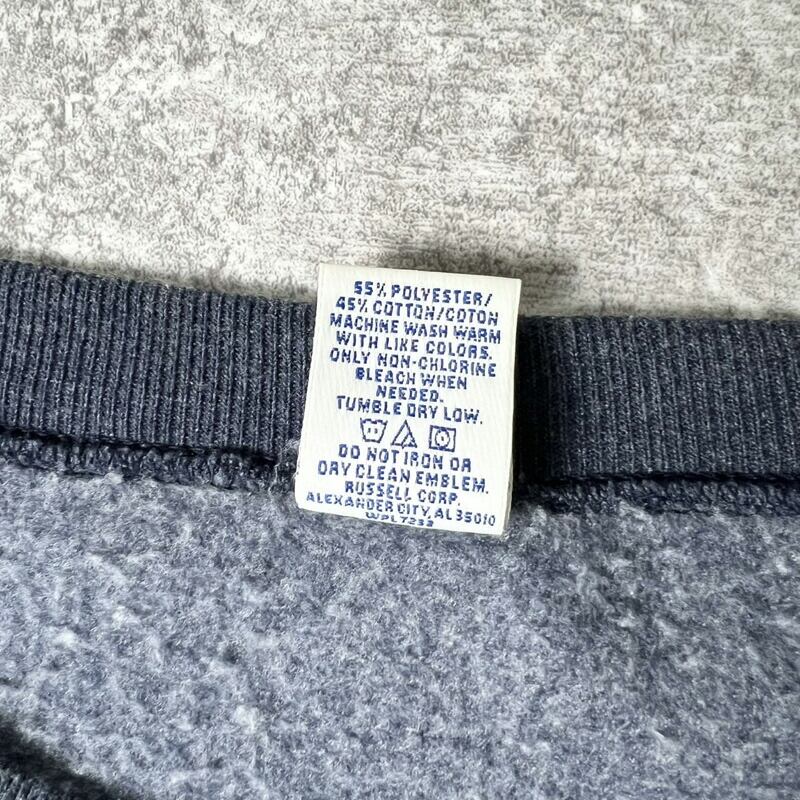 55% POLYESTER/
45% COTTON/COTON
MACHINE WASH WARM
WITH LIKE COLORS.
ONLY NON-CHLORINE
BLEACH WHEN
NEEDED.
TUMBLE DRY LOW.
DO NOT IRON OR
DRY CLEAN EMBLEM.
RUSSELL CORP.
ALEXANDER CITY, AL 35010
WPL7233